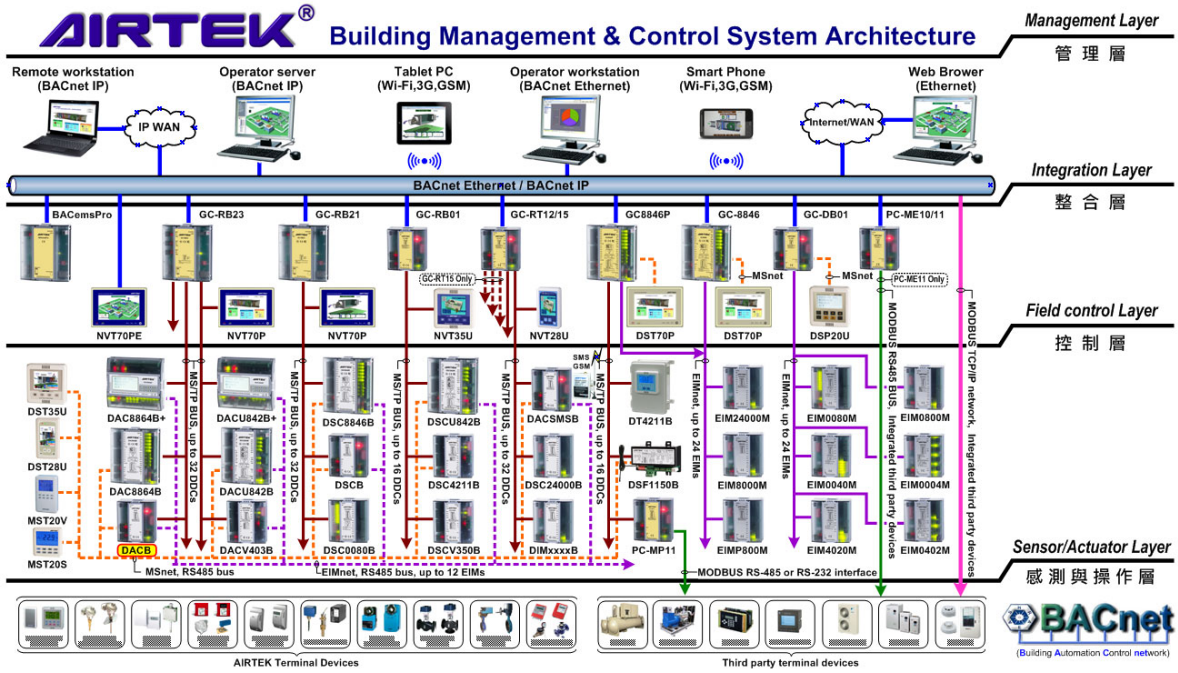 AIRTEK®
Building Management & Control System Architecture
Management Layer
管理層
Remote workstation
(BACnet IP)
Operator server
(BACnet IP)
Tablet PC
(Wi-Fi,3G,GSM)
Operator workstation
(BACnet Ethernet)
Smart Phone
(Wi-Fi,3G,GSM)
Web Brower
(Ethernet)
IP WAN
Internet/WAN
BACnet Ethernet / BACnet IP
Integration Layer
整合層
BACemsPro
GC-RB23
GC-RB21
GC-RB01
GC-RT12/15
GC8846P
GC-8846
GC-DB01
PC-ME10/11
GC-RT15 Only
MSnet
MSnet
PC-ME11 Only
NVT70PE
NVT70P
NVT70P
NVT35U
NVT28U
DST70P
DST70P
DSP20U
Field control Layer
控制層
SMS
GSM
MS/TP BUS, up to 32 DDCs
MS/TP BUS, up to 32 DDCs
MS/TP BUS, up to 16 DDCs
MS/TP BUS, up to 32 DDCs
MS/TP BUS, up to 16 DDCs
EIMnet, up to 24 EIMs
EIMnet, up to 24 EIMs
MODBUS RS485 BUS, Integrated third party devices
MODBUS TCP/IP network, Integrated third party devices
DST35U
DAC8864B+
DACU842B+
DSC8846B
DSCU842B
DACSMSB
DT4211B
EIM24000M
EIM0080M
EIM0800M
DST28U
DAC8864B
DACU842B
DSCB
DSC4211B
DSC24000B
DSF1150B
EIM8000M
EIM0040M
EIM0004M
MST20V
MST20S
DACB
DACV403B
DSC0080B
DSCV350B
DIMxxxxB
PC-MP11
EIMP800M
EIM4020M
EIM0402M
MSnet, RS485 bus
EIMnet, RS485 bus, up to 12 EIMs
MODBUS RS-485 or RS-232 interface
Sensor/Actuator Layer
感測與操作層
AIRTEK Terminal Devices
Third party terminal devices
BACnet
(Building Automation Control network)